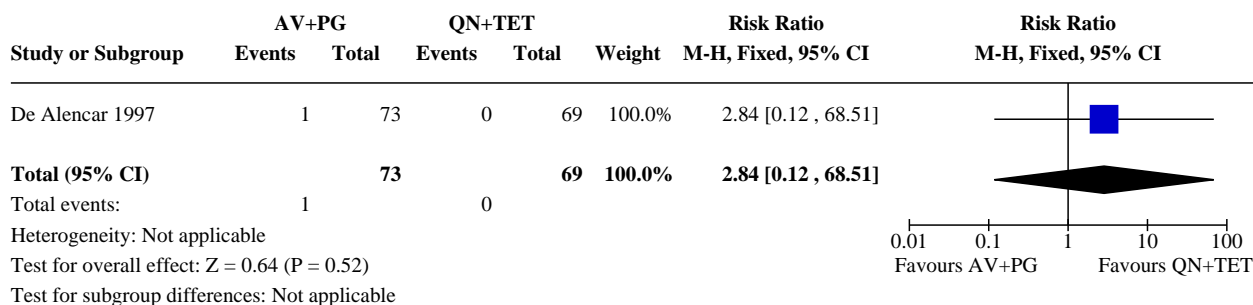 AV+PG QN+TET Risk Ratio Risk Ratio
Study or Subgroup Events Total Events Total Weight M-H, Fixed, 95% CI M-H, Fixed, 95% CI
De Alencar 1997 1 73 0 69 100.0% 2.84 [0.12 , 68.51]
Total (95% CI) 73 69 100.0% 2.84 [0.12 , 68.51]
Total events: 1 0
Heterogeneity: Not applicable
Test for overall effect: Z = 0.64 (P = 0.52)
Test for subgroup differences: Not applicable
0.01 0.1 1 10 100
Favours AV+PG Favours QN+TET